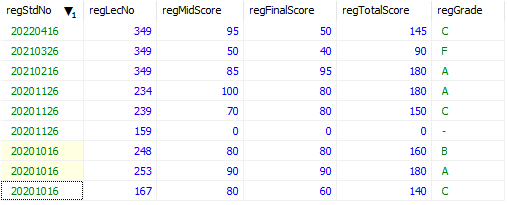 regStdNo ▼1 regLecNo regMidScore regFinalScore regTotalScore regGrade
20220416 349 95 50 145 C
20210326 349 50 40 90 F
20210216 349 85 95 180 A
20201126 234 100 80 180 A
20201126 239 70 80 150 C
20201126 159 0 0 0 -
20201016 248 80 80 160 B
20201016 253 90 90 180 A
20201016 167 80 60 140 C